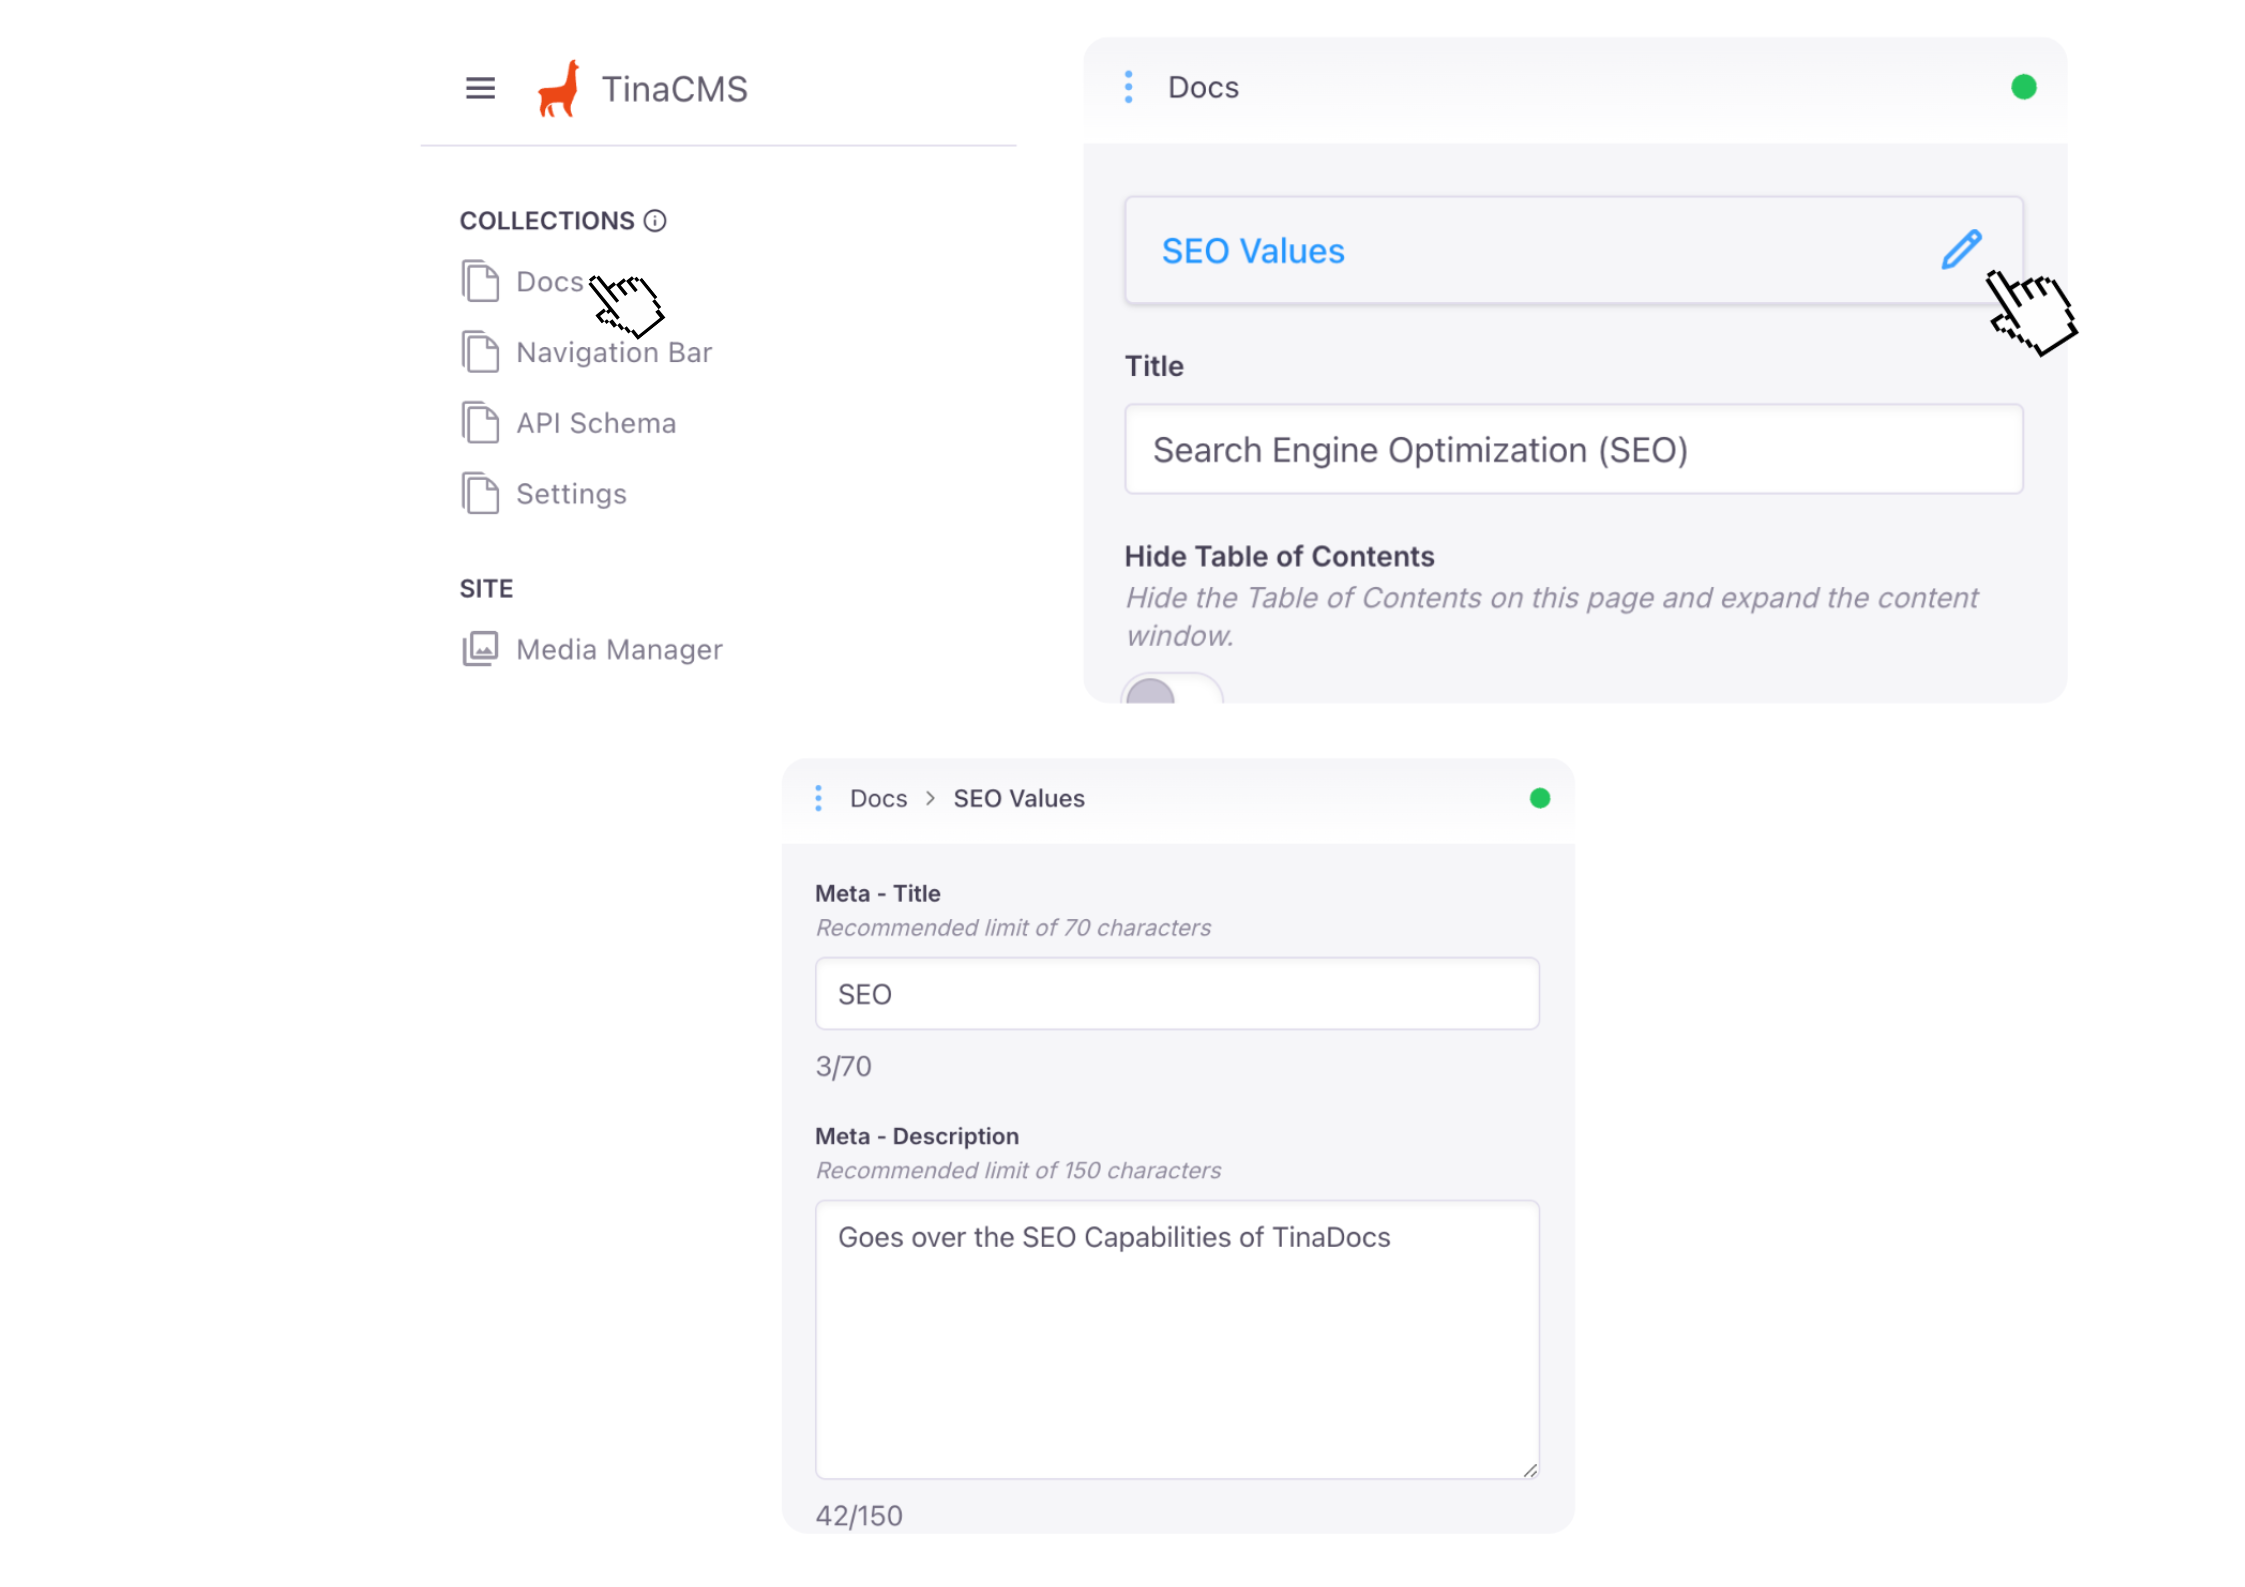 TinaCMS
COLLECTIONS
Docs
Navigation Bar
API Schema
Settings
SITE
Media Manager
Docs
SEO Values
Title
Search Engine Optimization (SEO)
Hide Table of Contents
Hide the Table of Contents on this page and expand the content
window.
Docs > SEO Values
Meta - Title
Recommended limit of 70 characters
SEO
3/70
Meta - Description
Recommended limit of 150 characters
Goes over the SEO Capabilities of TinaDocs
42/150